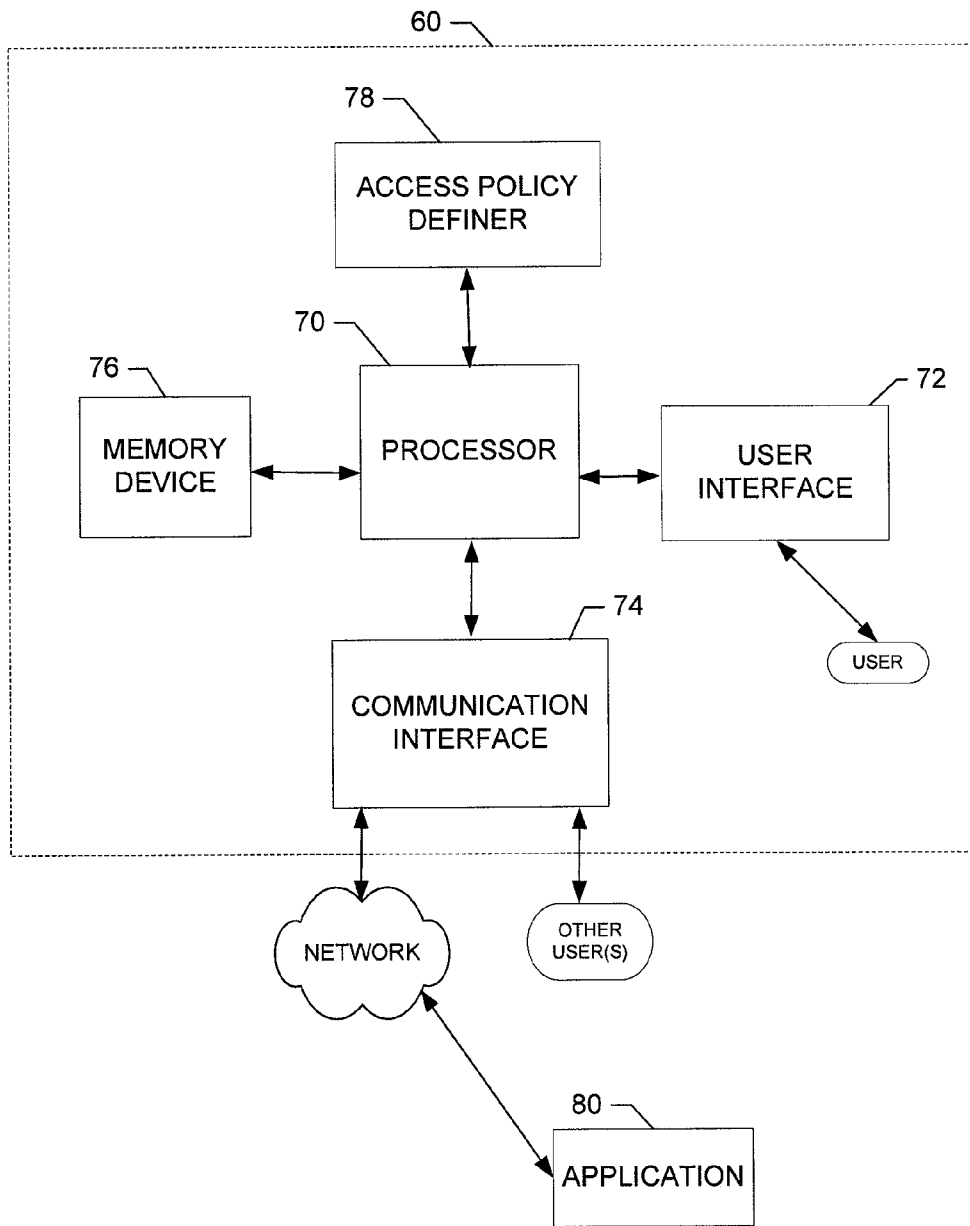 60
78
ACCESS POLICY
DEFINER
70
76
72
MEMORY
DEVICE
PROCESSOR
USER
INTERFACE
74
COMMUNICATION
INTERFACE
USER
NETWORK
OTHER
USER(S)
80
APPLICATION